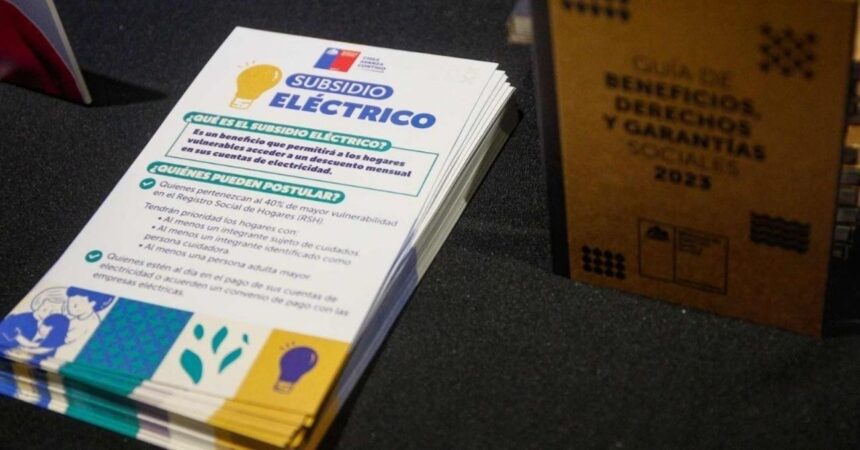 CHILE
AVANZA
CONTIGO
SUBSIDIO
ELÉCTRICO
¿QUÉ ES EL SUBSIDIO ELÉCTRICO?
Es un beneficio que permitirá a los hogares
vulnerables acceder a un descuento mensual
en sus cuentas de electricidad.
¿QUIÉNES PUEDEN POSTULAR?
Quienes pertenezcan al 40% de mayor vulnerabilidad
en el Registro Social de Hogares (RSH).
Tendrán prioridad los hogares con:
• Al menos un integrante sujeto de cuidados
• Al menos un integrante identificado como
persona cuidadora
• Al menos una persona adulta mayor
Quienes estén al día en el pago de sus cuentas de
electricidad o acuerden un convenio de pago con las
empresas eléctricas.
GUÍA DE
BENEFICIOS,
DERECHOS
Y GARANTÍAS
SOCIALES
2023